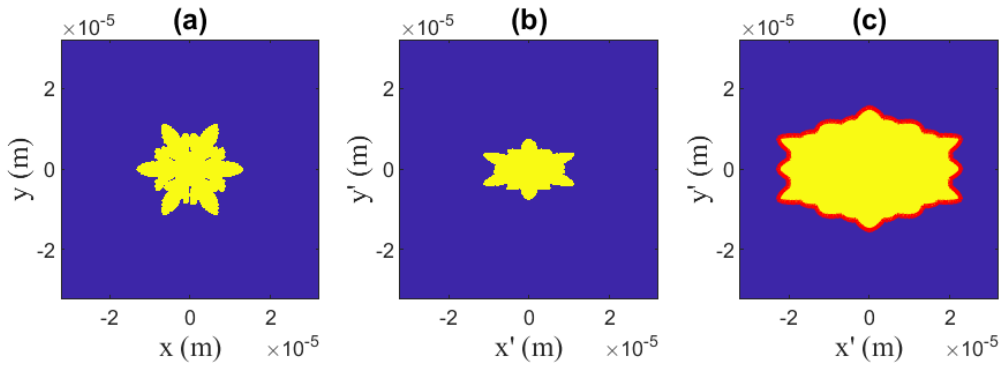 (a)
×10⁻⁵
2
0
-2
y (m)
-2 0 2
x (m)
×10⁻⁵
(b)
×10⁻⁵
2
0
-2
y' (m)
-2 0 2
x' (m)
×10⁻⁵
(c)
×10⁻⁵
2
0
-2
y' (m)
-2 0 2
x' (m)
×10⁻⁵